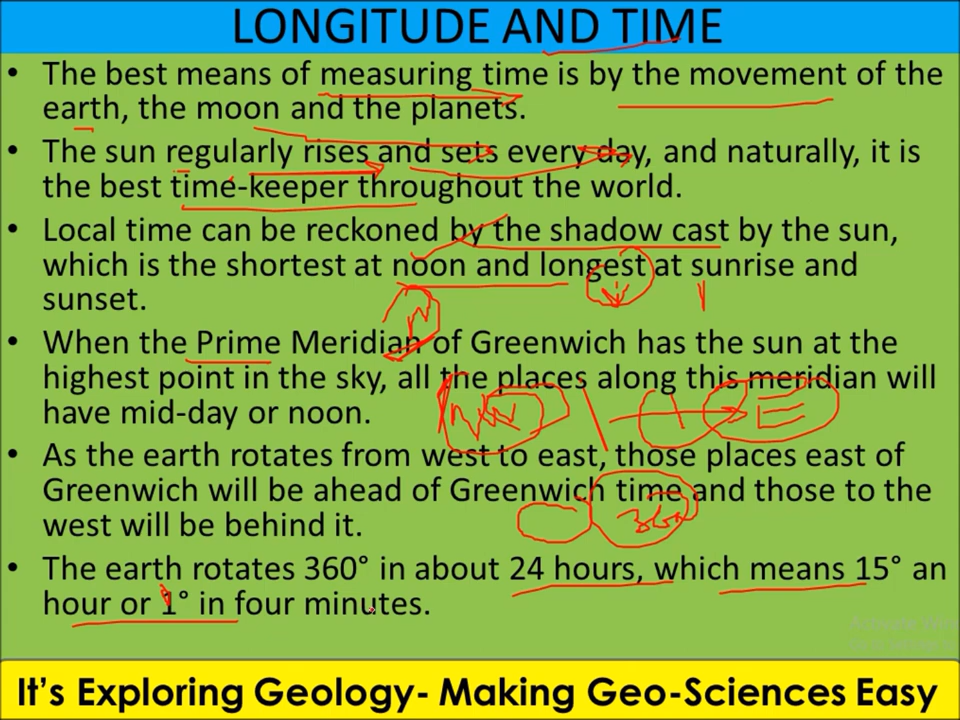 LONGITUDE AND TIME
• The best means of measuring time is by the movement of the
earth, the moon and the planets.
• The sun regularly rises and sets every day, and naturally, it is
the best time-keeper throughout the world.
• Local time can be reckoned by the shadow cast by the sun,
which is the shortest at noon and longest at sunrise and
sunset.
• When the Prime Meridian of Greenwich has the sun at the
highest point in the sky, all the places along this meridian will
have mid-day or noon.
• As the earth rotates from west to east, those places east of
Greenwich will be ahead of Greenwich time and those to the
west will be behind it.
• The earth rotates 360° in about 24 hours, which means 15° an
hour or 1° in four minutes.
It's Exploring Geology- Making Geo-Sciences Easy